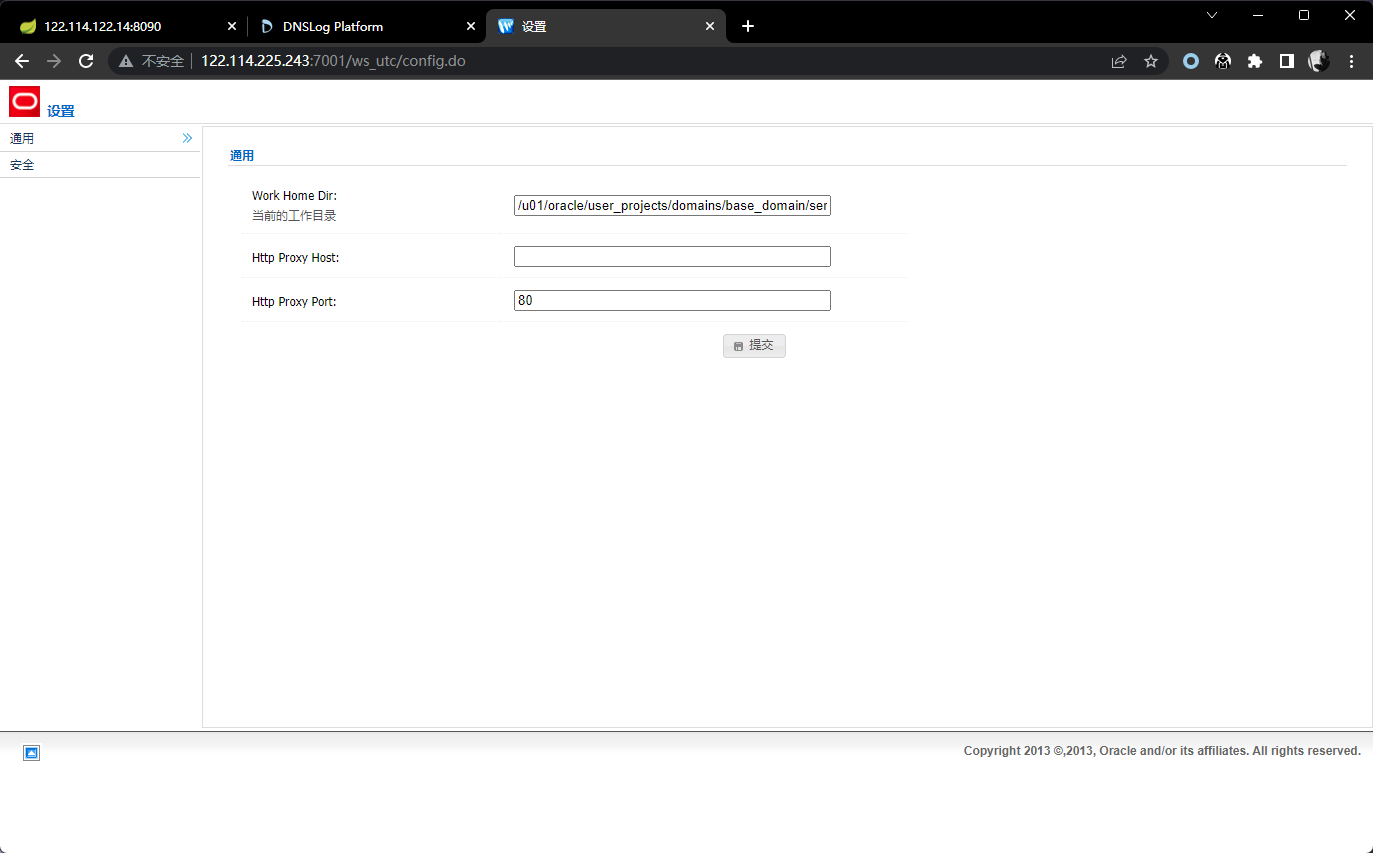 122.114.122.14:8090
DNSLog Platform
设置
不安全
122.114.225.243:7001/ws_utc/config.do
设置
通用
安全
通用
Work Home Dir:
当前的工作目录
/u01/oracle/user_projects/domains/base_domain/ser
Http Proxy Host:
Http Proxy Port:
80
提交
Copyright 2013 ©,2013, Oracle and/or its affiliates. All rights reserved.